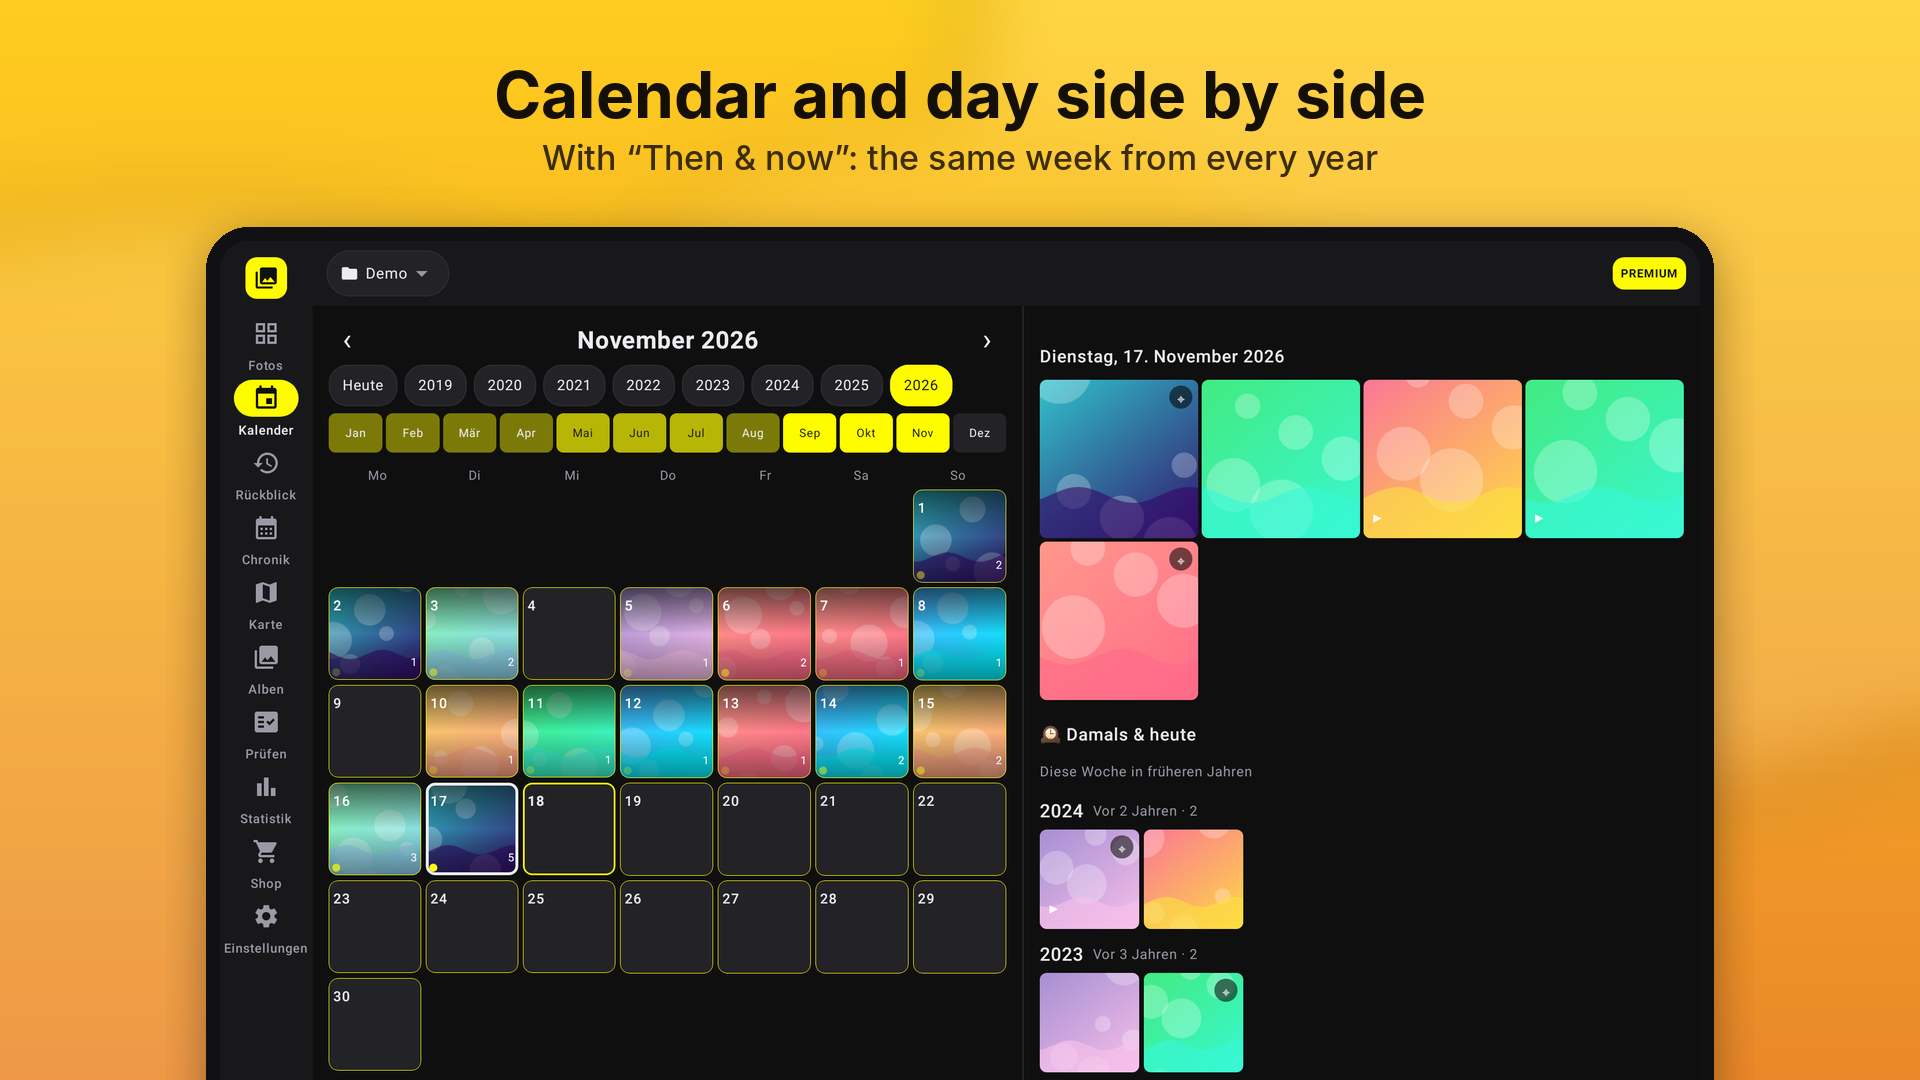 Calendar and day side by side
With “Then & now”: the same week from every year
Demo
PREMIUM
Fotos
Kalender
Rückblick
Chronik
Karte
Alben
Prüfen
Statistik
Shop
Einstellungen
‹ November 2026 ›
Heute 2019 2020 2021 2022 2023 2024 2025 2026
Jan Feb Mär Apr Mai Jun Jul Aug Sep Okt Nov Dez
Mo Di Mi Do Fr Sa So
1
2
2 3 4 5 6 7 8
1 2 1 2 1 1
9 10 11 12 13 14 15
1 1 1 1 2 2
16 17 18 19 20 21 22
3 5
23 24 25 26 27 28 29
30
Dienstag, 17. November 2026
Damals & heute
Diese Woche in früheren Jahren
2024 Vor 2 Jahren · 2
2023 Vor 3 Jahren · 2